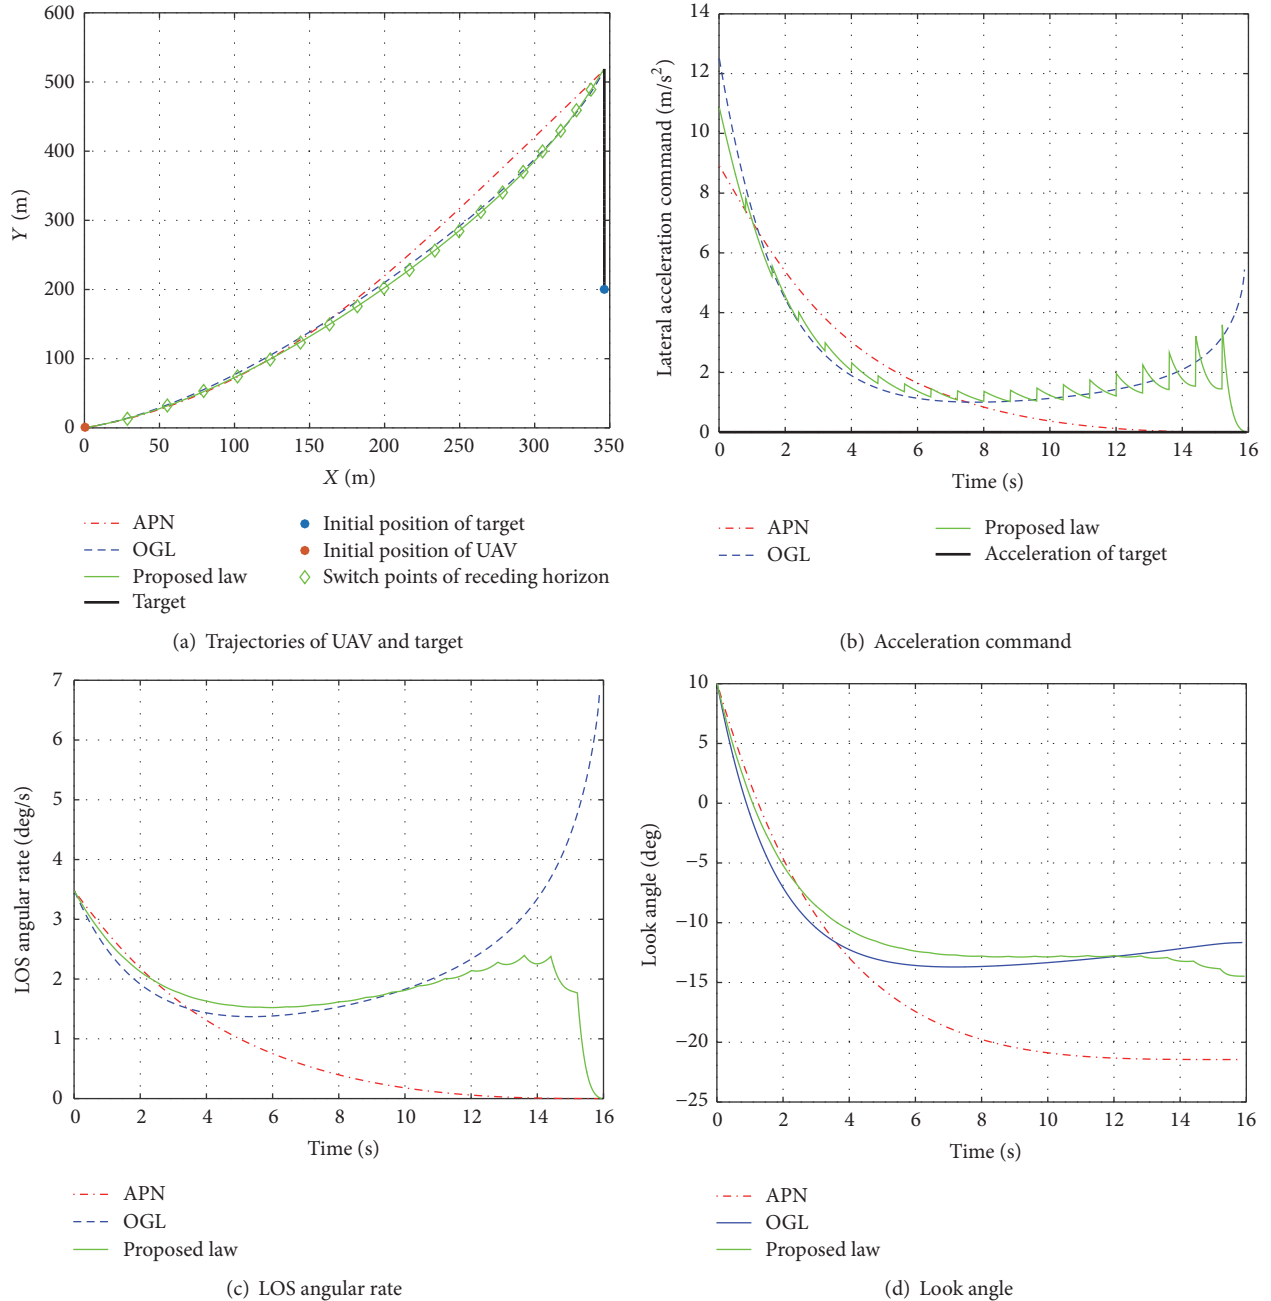 600
500
400
300
200
100
0
Y (m)
0
50
100
150
200
250
300
350
X (m)
APN
OGL
Proposed law
Target
Initial position of target
Initial position of UAV
Switch points of receding horizon
(a) Trajectories of UAV and target
14
12
10
8
6
4
2
0
Lateral acceleration command (m/s²)
0
2
4
6
8
10
12
14
16
Time (s)
APN
OGL
Proposed law
Acceleration of target
(b) Acceleration command
7
6
5
4
3
2
1
0
LOS angular rate (deg/s)
0
2
4
6
8
10
12
14
16
Time (s)
APN
OGL
Proposed law
(c) LOS angular rate
10
5
0
−5
−10
−15
−20
−25
Look angle (deg)
0
2
4
6
8
10
12
14
16
Time (s)
APN
OGL
Proposed law
(d) Look angle